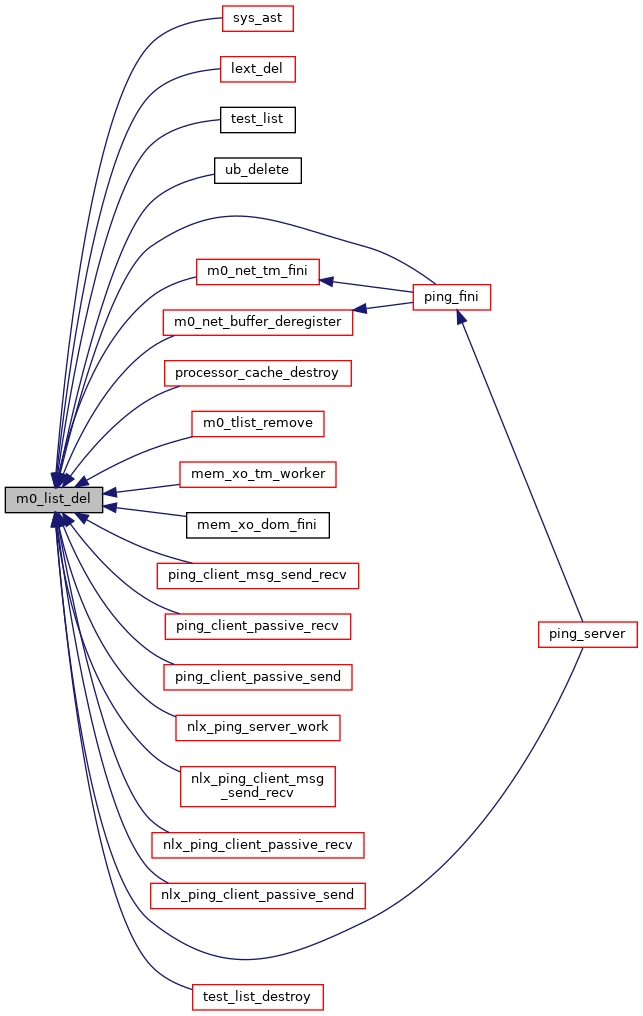 sys_ast
lext_del
test_list
ub_delete
m0_net_tm_fini
ping_fini
m0_net_buffer_deregister
processor_cache_destroy
m0_tlist_remove
mem_xo_tm_worker
m0_list_del
mem_xo_dom_fini
ping_client_msg_send_recv
ping_client_passive_recv
ping_server
ping_client_passive_send
nlx_ping_server_work
nlx_ping_client_msg
_send_recv
nlx_ping_client_passive_recv
nlx_ping_client_passive_send
test_list_destroy